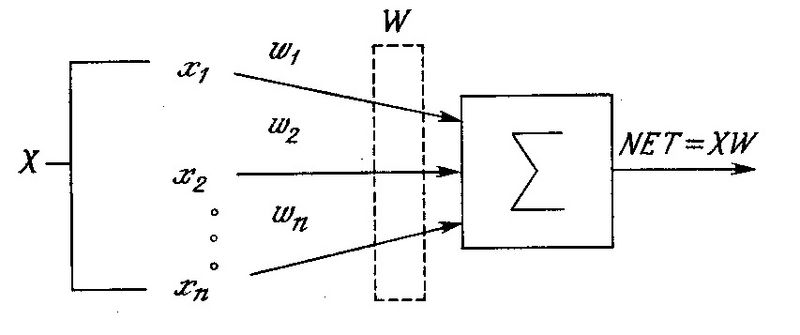 W
x₁ w₁
w₂
NET=XW
X
x₂
wₙ
xₙ
Σ